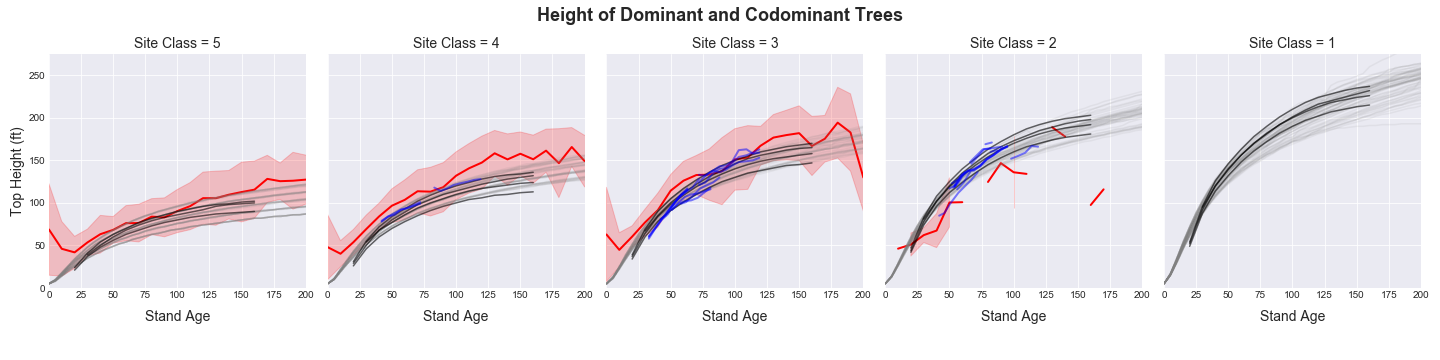 Height of Dominant and Codominant Trees
Site Class = 5
Site Class = 4
Site Class = 3
Site Class = 2
Site Class = 1
Top Height (ft)
250
200
150
100
50
0
0 25 50 75 100 125 150 175 200
0 25 50 75 100 125 150 175 200
0 25 50 75 100 125 150 175 200
0 25 50 75 100 125 150 175 200
0 25 50 75 100 125 150 175 200
Stand Age
Stand Age
Stand Age
Stand Age
Stand Age